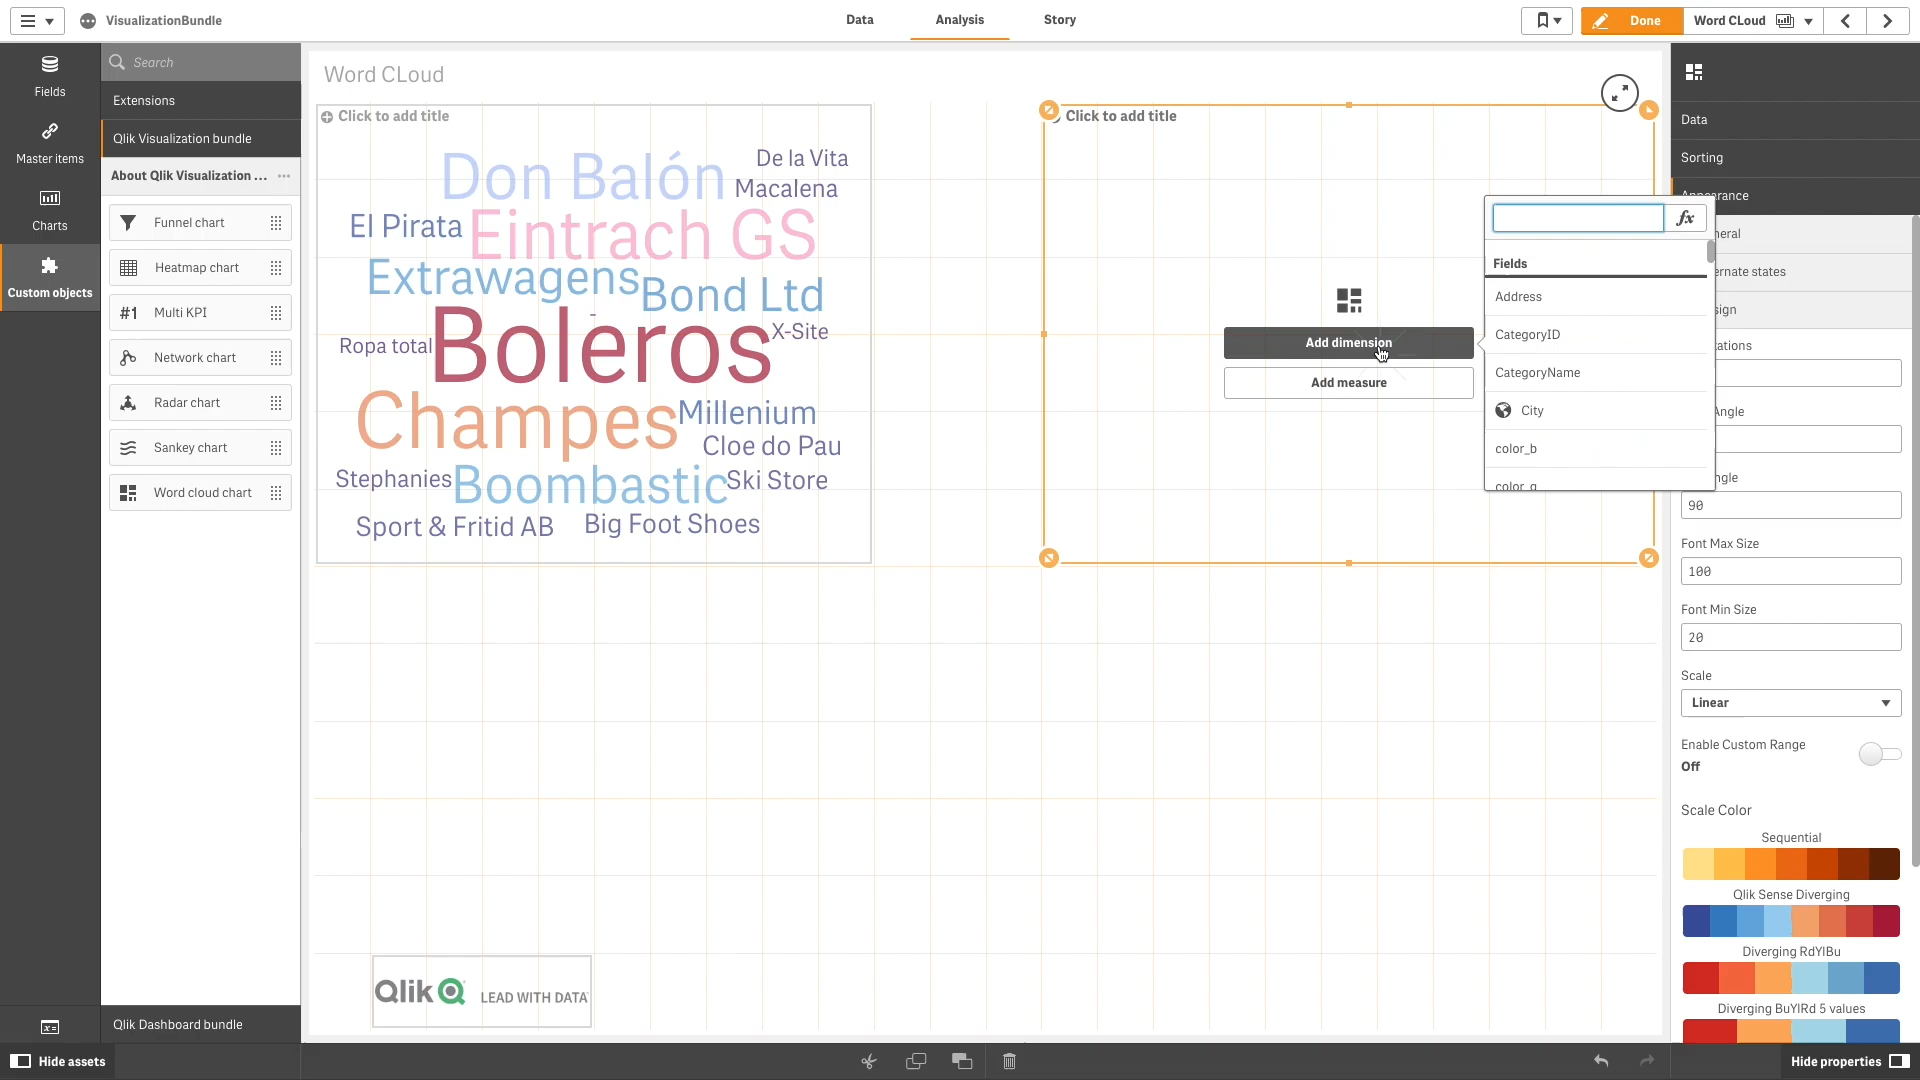 VisualizationBundle
Data
Analysis
Story
Done
Word CLoud
Fields
Master items
Charts
Custom objects
Search
Extensions
Qlik Visualization bundle
About Qlik Visualization ...
Funnel chart
Heatmap chart
#1 Multi KPI
Network chart
Radar chart
Sankey chart
Word cloud chart
Qlik Dashboard bundle
Hide assets
Word CLoud
Click to add title
Don Balón
De la Vita
Macalena
El Pirata
Eintrach GS
Extrawagens
Bond Ltd
Boleros
X-Site
Ropa total
Champes
Millenium
Cloe do Pau
Stephanies
Boombastic
Ski Store
Sport & Fritid AB
Big Foot Shoes
Qlik
LEAD WITH DATA
Click to add title
Add dimension
Add measure
fx
Fields
Address
CategoryID
CategoryName
City
color_b
color_g
Data
Sorting
Appearance
90
Font Max Size
100
Font Min Size
20
Scale
Linear
Enable Custom Range
Off
Scale Color
Sequential
Qlik Sense Diverging
Diverging RdYlBu
Diverging BuYlRd 5 values
Hide properties